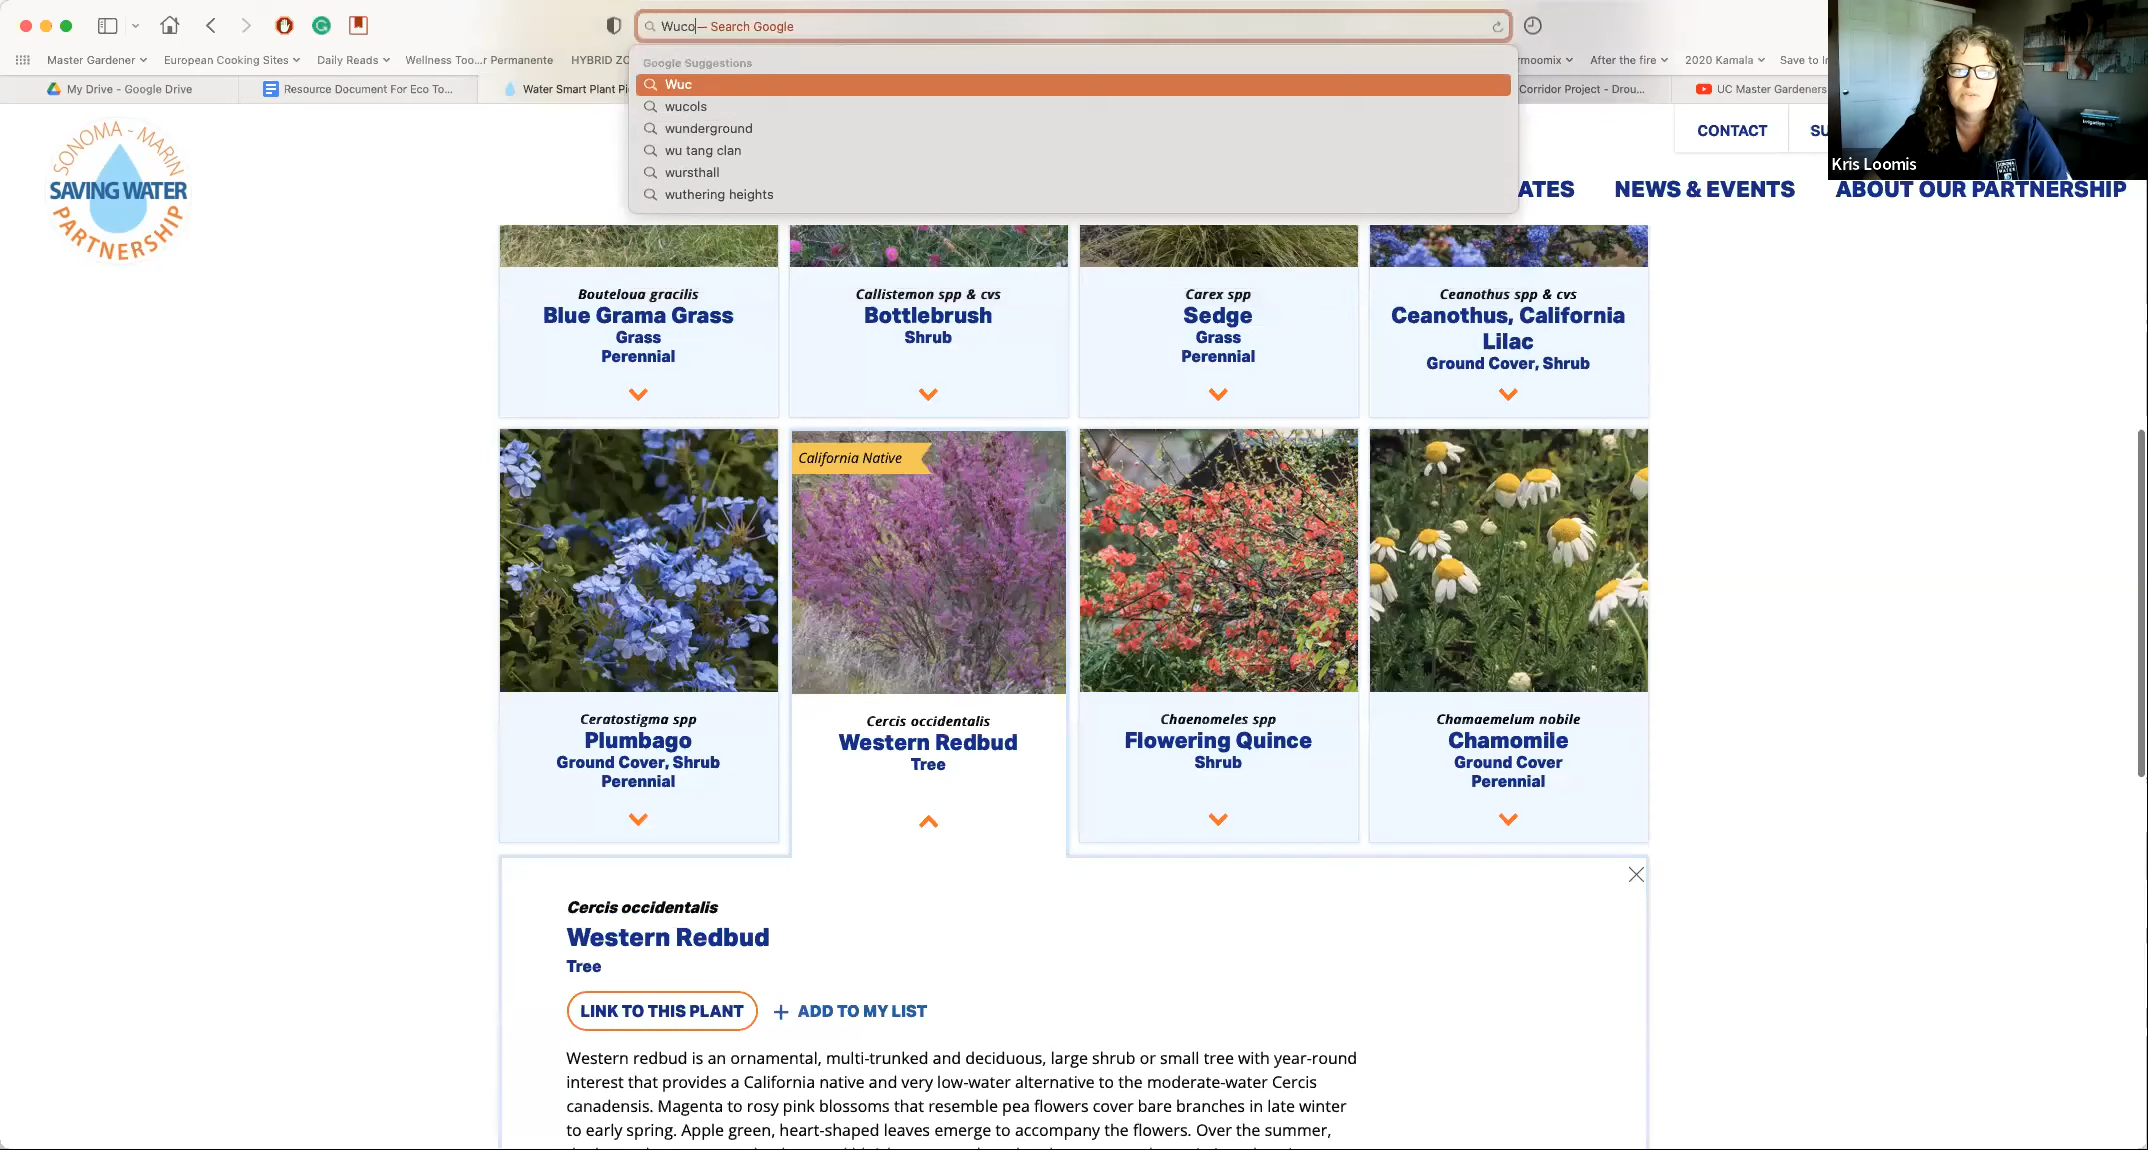 Wuco — Search Google
Master Gardener
European Cooking Sites
Daily Reads
Wellness Too...r Permanente
HYBRID ZO
rmoomix
After the fire
2020 Kamala
Save to In
My Drive - Google Drive
Resource Document For Eco To...
Water Smart Plant Pi
Corridor Project - Drou...
UC Master Gardeners
Google Suggestions
Wuc
wucols
wunderground
wu tang clan
wursthall
wuthering heights
Kris Loomis
SONOMA - MARIN
SAVING WATER
PARTNERSHIP
CONTACT
SU
ATES
NEWS & EVENTS
ABOUT OUR PARTNERSHIP
Bouteloua gracilis
Blue Grama Grass
Grass
Perennial
Callistemon spp & cvs
Bottlebrush
Shrub
Carex spp
Sedge
Grass
Perennial
Ceanothus spp & cvs
Ceanothus, California
Lilac
Ground Cover, Shrub
Ceratostigma spp
Plumbago
Ground Cover, Shrub
Perennial
California Native
Cercis occidentalis
Western Redbud
Tree
Chaenomeles spp
Flowering Quince
Shrub
Chamaemelum nobile
Chamomile
Ground Cover
Perennial
Cercis occidentalis
Western Redbud
Tree
LINK TO THIS PLANT
+ ADD TO MY LIST
Western redbud is an ornamental, multi-trunked and deciduous, large shrub or small tree with year-round
interest that provides a California native and very low-water alternative to the moderate-water Cercis
canadensis. Magenta to rosy pink blossoms that resemble pea flowers cover bare branches in late winter
to early spring. Apple green, heart-shaped leaves emerge to accompany the flowers. Over the summer,